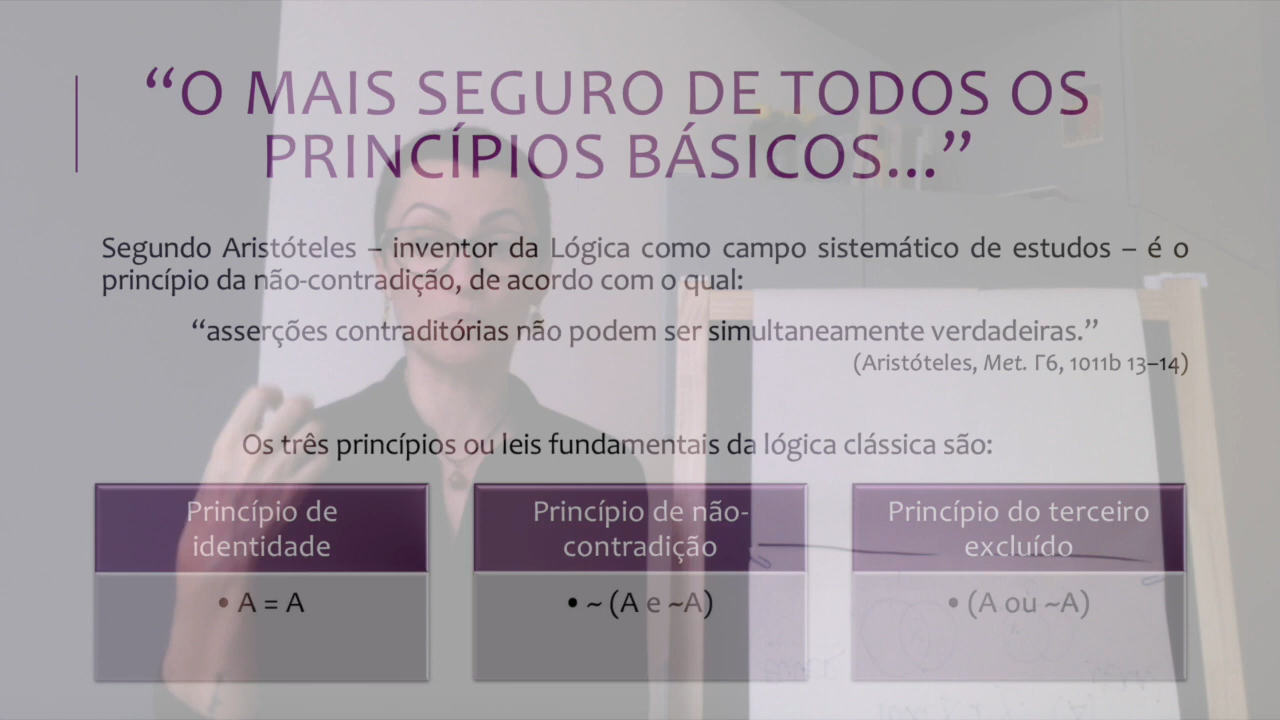 “O MAIS SEGURO DE TODOS OS
PRINCÍPIOS BÁSICOS...”
Segundo Aristóteles – inventor da Lógica como campo sistemático de estudos – é o
princípio da não-contradição, de acordo com o qual:
“asserções contraditórias não podem ser simultaneamente verdadeiras.”
(Aristóteles, Met. Γ6, 1011b 13–14)
Os três princípios ou leis fundamentais da lógica clássica são:
Princípio de
identidade
• A = A
Princípio de não-
contradição
• ~ (A e ~A)
Princípio do terceiro
excluído
• (A ou ~A)